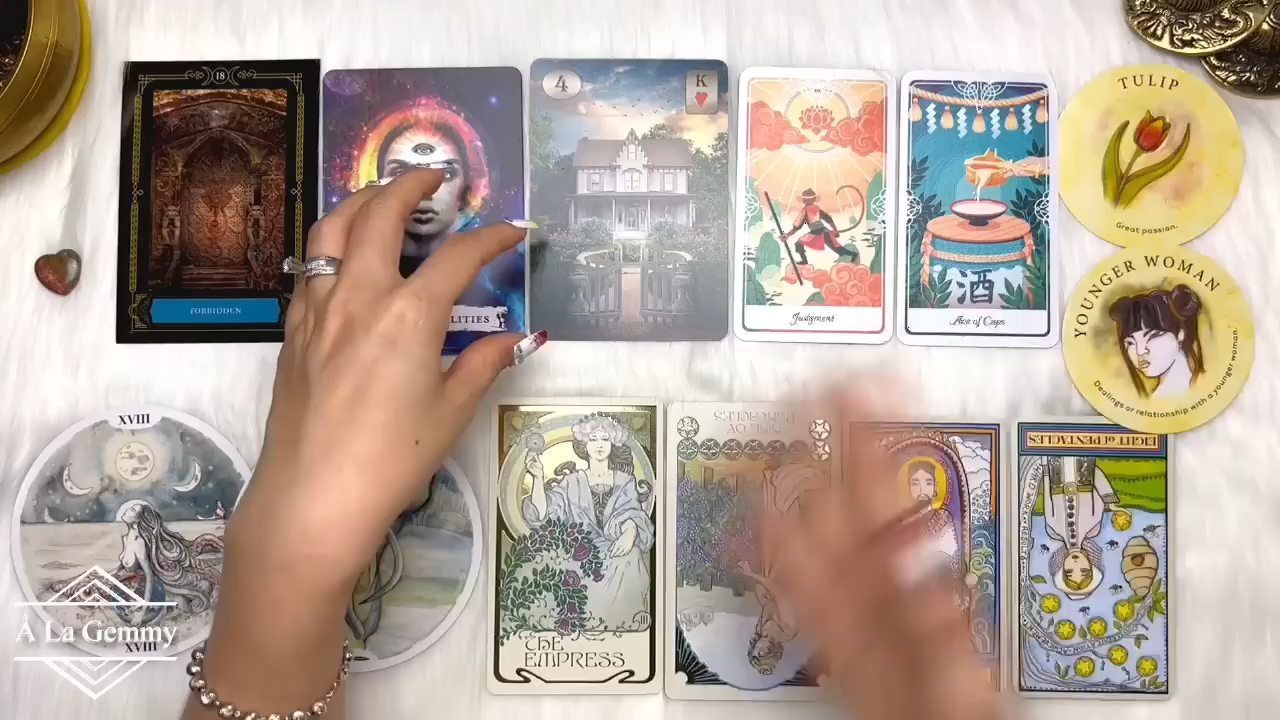 18
FORBIDDEN
LITIES
4
K
Judgment
Ace of Cups
酒
TULIP
Great passion.
YOUNGER WOMAN
Dealings or relationship with a younger woman.
XVIII
XVIII
À La Gemmy
THE
EMPRESS
III
EIGHT of PENTACLES